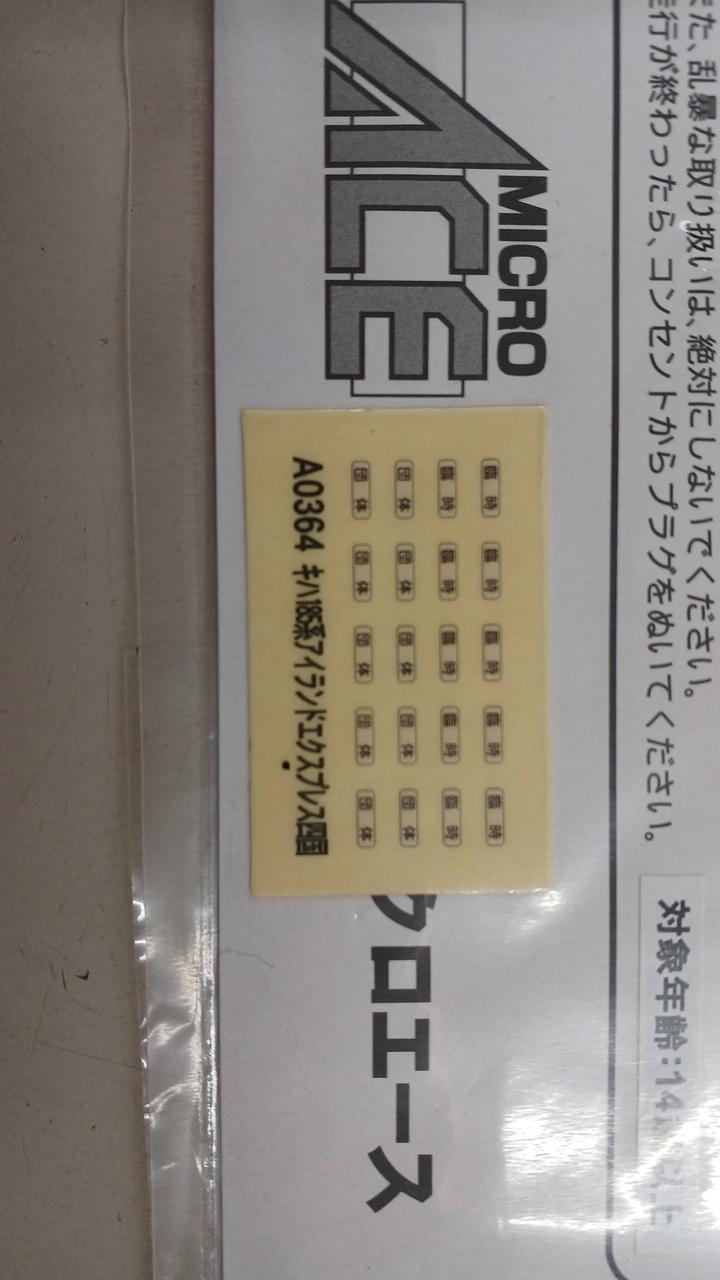 た、乱暴な取り扱いは、絶対にしないでください。
行が終わったら、コンセントからプラグをぬいてください。
対象年齢:14歳以上
MICRO
ACE
臨時 臨時 臨時 臨時 臨時
臨時 臨時 臨時 臨時 臨時
団体 団体 団体 団体 団体
団体 団体 団体 団体 団体
A0364 キハ185系アイランドエクスプレス四国
クロエース